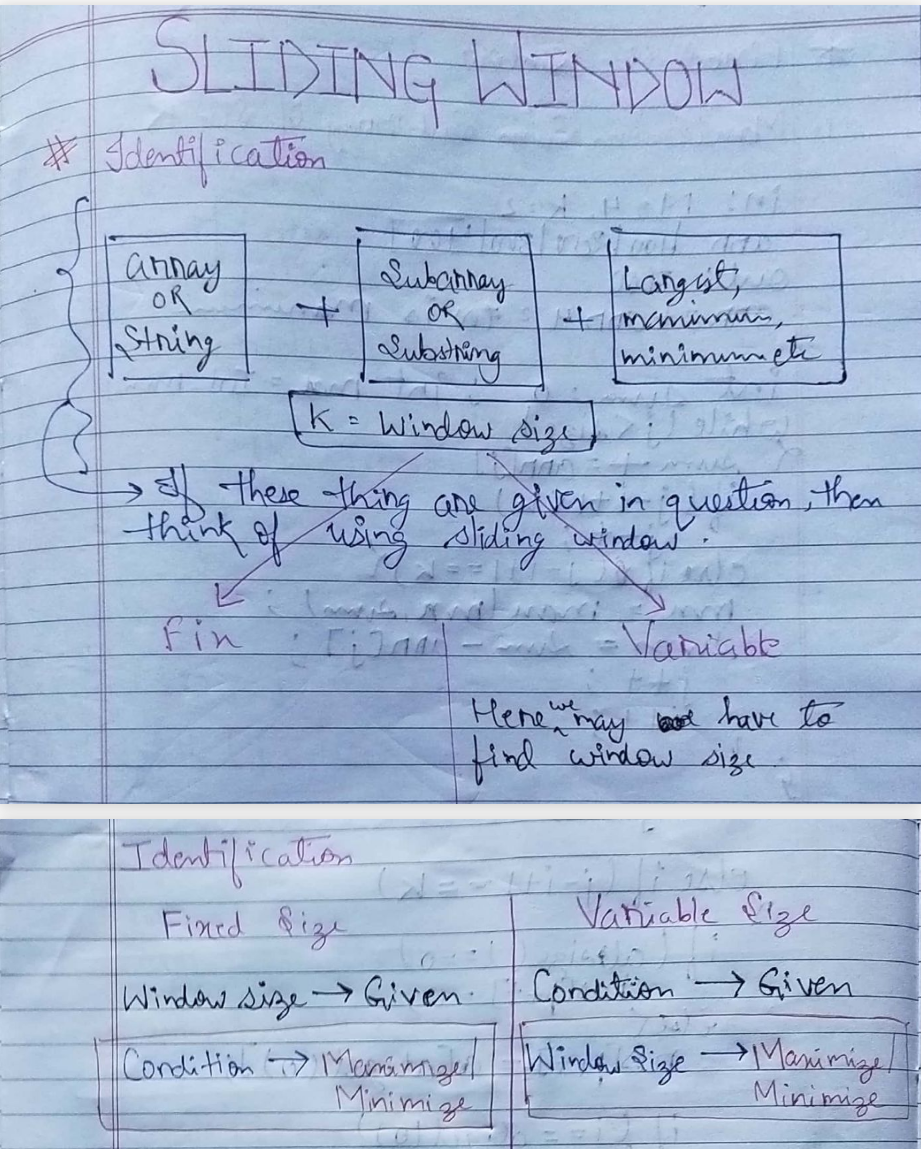 SLIDING WINDOW
# Identification
array
OR
String
+
Subarray
OR
Substring
+
Largest,
maximum,
minimum etc
K = Window size
→ If these thing are given in question, then
think of using sliding window.
Fix
Variable
Here we may have to
find window size
Identification
Fixed Size
Variable Size
Window size → Given.
Condition → Given
Condition → Maximize/
Minimize
Window Size → Maximize/
Minimize